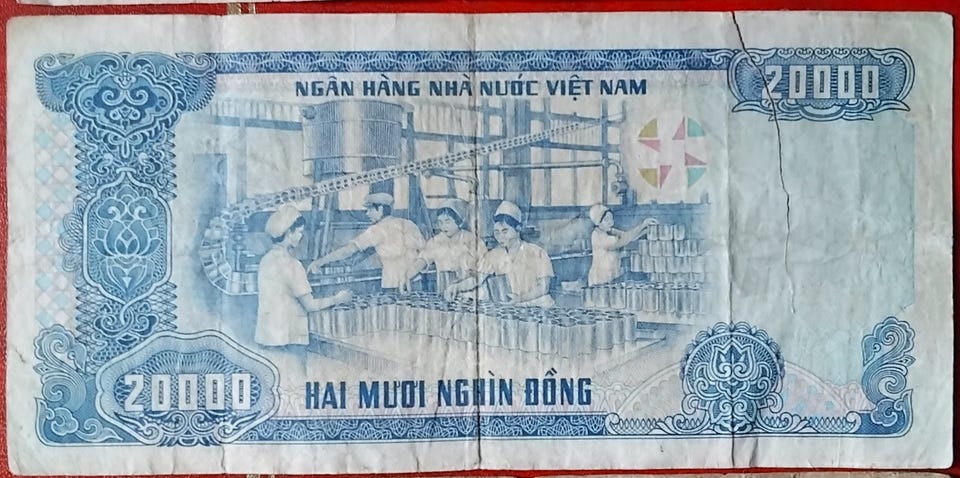 NGÂN HÀNG NHÀ NƯỚC VIỆT NAM
20000
20000
HAI MƯƠI NGHÌN ĐỒNG